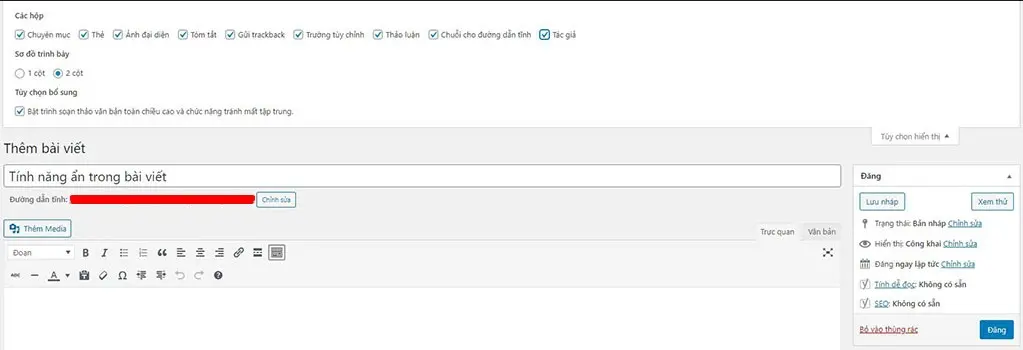 Các hộp
Chuyên mục Thẻ Ảnh đại diện Tóm tắt Gửi trackback Trường tùy chỉnh Thảo luận Chuỗi cho đường dẫn tĩnh Tác giả
Sơ đồ trình bày
1 cột 2 cột
Tùy chọn bổ sung
Bật trình soạn thảo văn bản toàn chiều cao và chức năng tránh mất tập trung.
Tùy chọn hiển thị
Thêm bài viết
Tính năng ẩn trong bài viết
Đường dẫn tĩnh: Chỉnh sửa
Thêm Media
Trực quan Văn bản
Đoạn B I
ABC A Ω
Đăng
Lưu nháp Xem thử
Trạng thái: Bản nháp Chỉnh sửa
Hiển thị: Công khai Chỉnh sửa
Đăng ngay lập tức Chỉnh sửa
Tính dễ đọc: Không có sẵn
SEO: Không có sẵn
Bỏ vào thùng rác Đăng